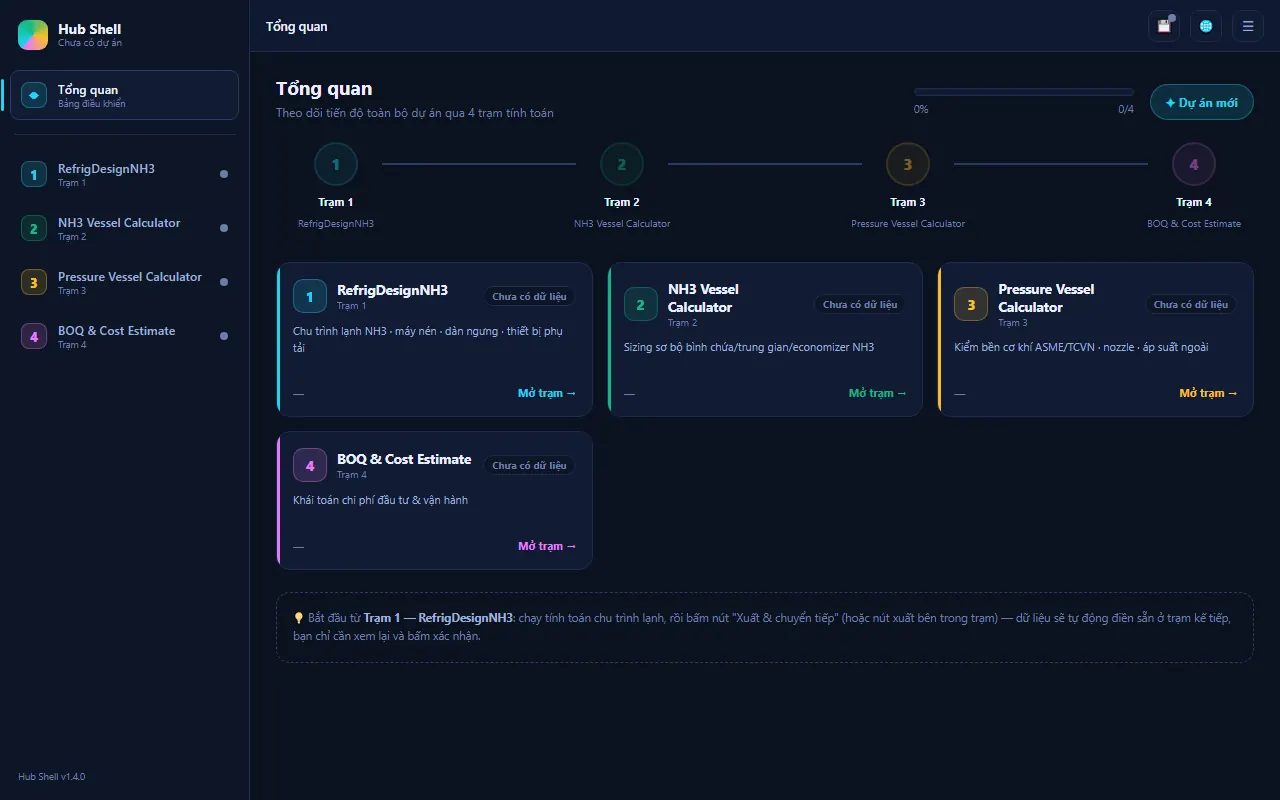 Hub Shell
Chưa có dự án
Tổng quan
Bảng điều khiển
1
RefrigDesignNH3
Trạm 1
2
NH3 Vessel Calculator
Trạm 2
3
Pressure Vessel Calculator
Trạm 3
4
BOQ & Cost Estimate
Trạm 4
Hub Shell v1.4.0
Tổng quan
Tổng quan
Theo dõi tiến độ toàn bộ dự án qua 4 trạm tính toán
0%
0/4
✦ Dự án mới
1
Trạm 1
RefrigDesignNH3
2
Trạm 2
NH3 Vessel Calculator
3
Trạm 3
Pressure Vessel Calculator
4
Trạm 4
BOQ & Cost Estimate
1
RefrigDesignNH3
Trạm 1
Chưa có dữ liệu
Chu trình lạnh NH3 · máy nén · dàn ngưng · thiết bị phụ
tải
—
Mở trạm →
2
NH3 Vessel
Calculator
Trạm 2
Chưa có dữ liệu
Sizing sơ bộ bình chứa/trung gian/economizer NH3
—
Mở trạm →
3
Pressure Vessel
Calculator
Trạm 3
Chưa có dữ liệu
Kiểm bền cơ khí ASME/TCVN · nozzle · áp suất ngoài
—
Mở trạm →
4
BOQ & Cost Estimate
Trạm 4
Chưa có dữ liệu
Khái toán chi phí đầu tư & vận hành
—
Mở trạm →
💡 Bắt đầu từ Trạm 1 — RefrigDesignNH3: chạy tính toán chu trình lạnh, rồi bấm nút "Xuất & chuyển tiếp" (hoặc nút xuất bên trong trạm) — dữ liệu sẽ tự động điền sẵn ở trạm kế tiếp,
bạn chỉ cần xem lại và bấm xác nhận.